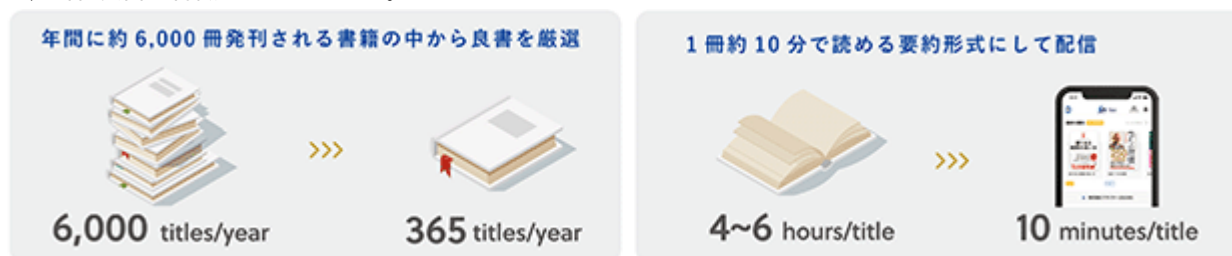 年間に約 6,000 冊発刊される書籍の中から良書を厳選
6,000 titles/year
365 titles/year
1 冊約 10 分で読める要約形式にして配信
4~6 hours/title
10 minutes/title